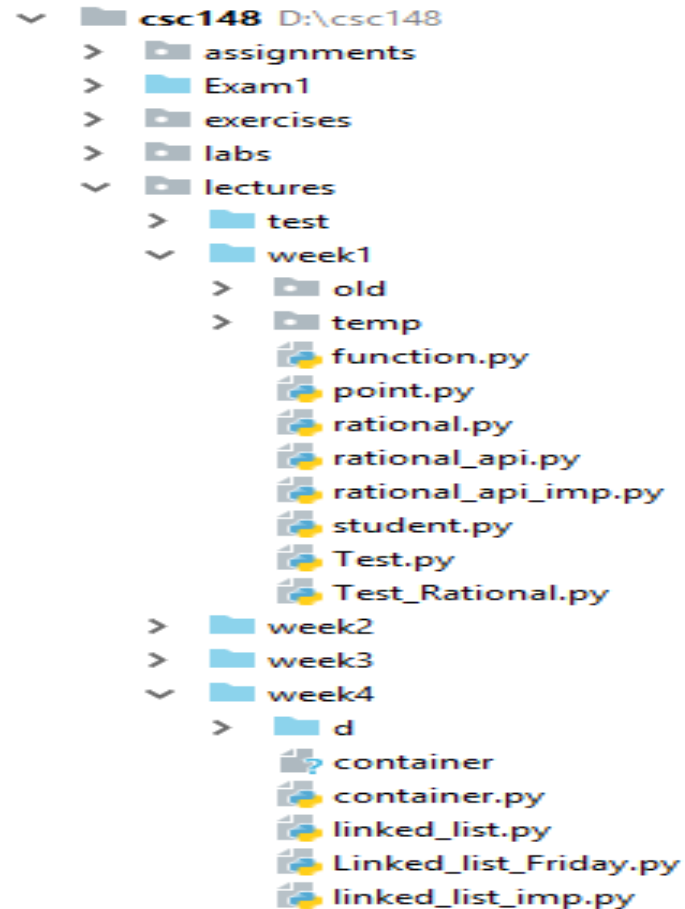 csc148 D:\csc148
assignments
Exam1
exercises
labs
lectures
test
week1
old
temp
function.py
point.py
rational.py
rational_api.py
rational_api_imp.py
student.py
Test.py
Test_Rational.py
week2
week3
week4
d
container
container.py
linked_list.py
Linked_list_Friday.py
linked_list_imp.py